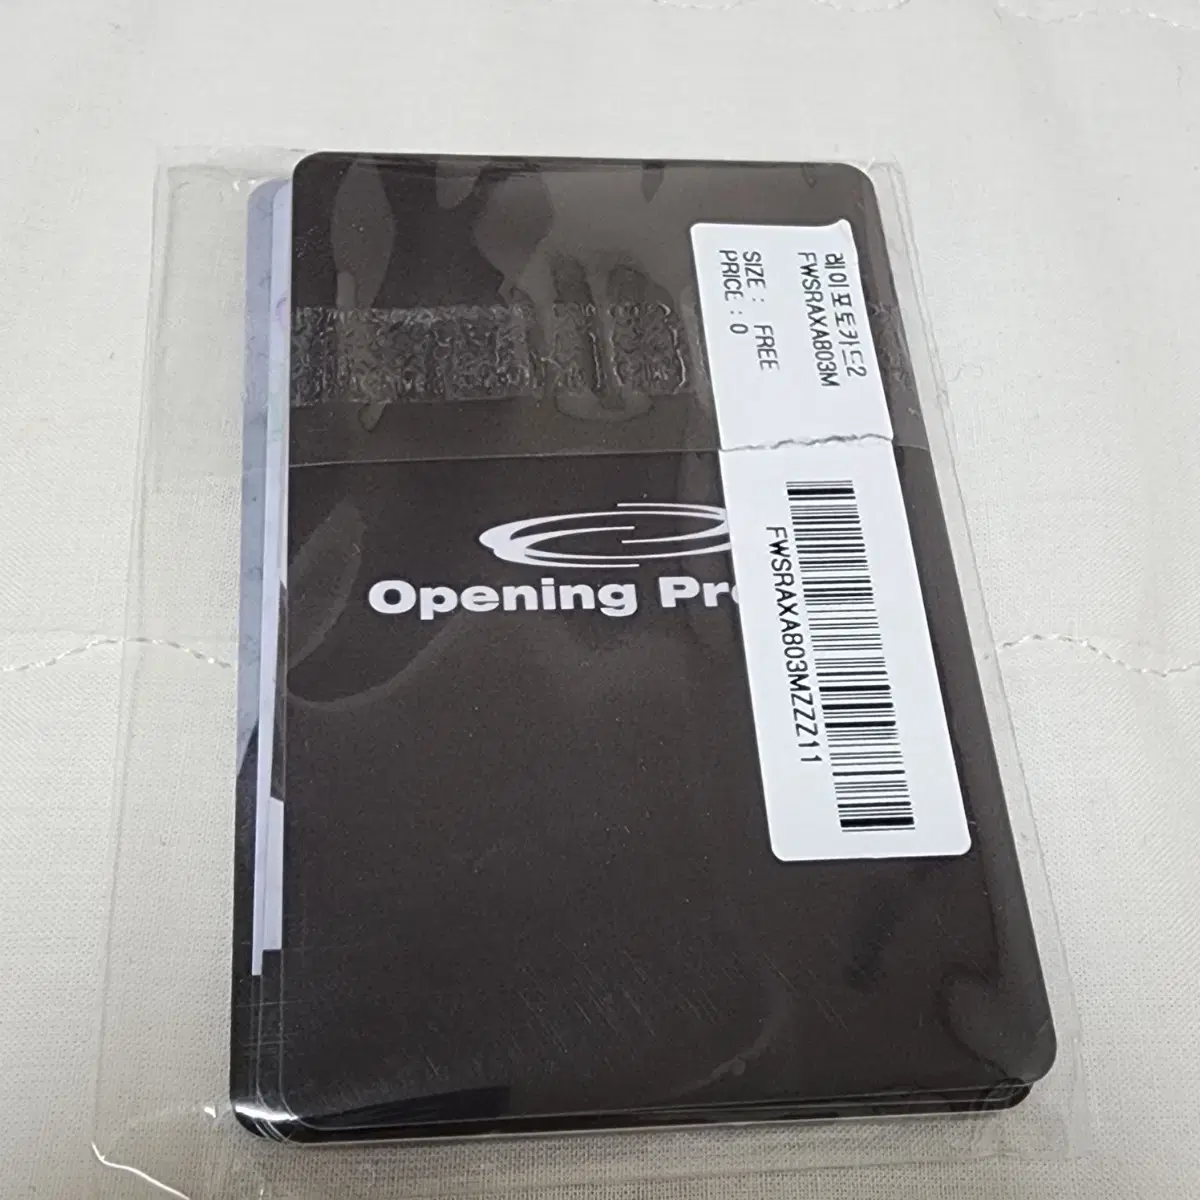 레이포토카드2
FWSRAXA803M
SIZE : FREE
PRICE : 0
Opening Pr
FWSRAXA803MZZZ11